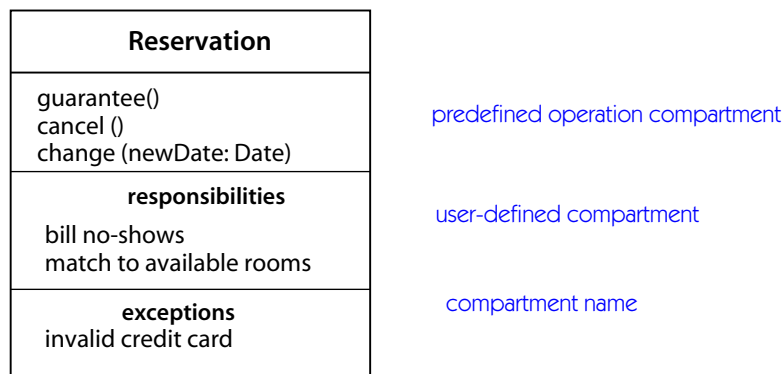 Reservation
guarantee()
cancel ()
change (newDate: Date)
predefined operation compartment
responsibilities
bill no-shows
match to available rooms
user-defined compartment
exceptions
invalid credit card
compartment name